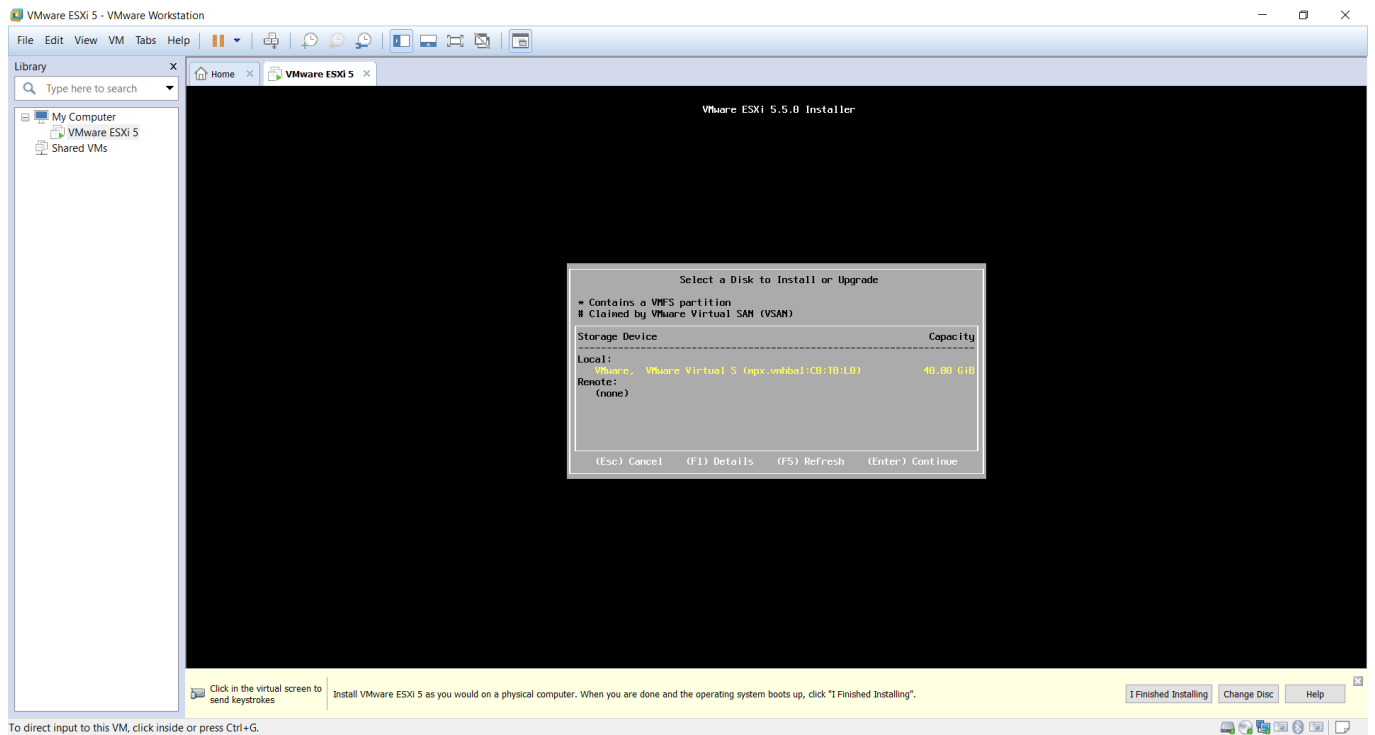 VMware ESXi 5 - VMware Workstation
File Edit View VM Tabs Help
Library x
Type here to search
My Computer
VMware ESXi 5
Shared VMs
Home × VMware ESXi 5 ×
VMware ESXi 5.5.0 Installer
Select a Disk to Install or Upgrade
* Contains a VMFS partition
# Claimed by VMware Virtual SAN (VSAN)
Storage Device Capacity
Local:
VMware, VMware Virtual S (mpx.vmhba1:C0:T0:L0) 40.00 GiB
Remote:
(none)
(Esc) Cancel (F1) Details (F5) Refresh (Enter) Continue
Click in the virtual screen to
send keystrokes
Install VMware ESXi 5 as you would on a physical computer. When you are done and the operating system boots up, click "I Finished Installing".
I Finished Installing Change Disc Help
To direct input to this VM, click inside or press Ctrl+G.